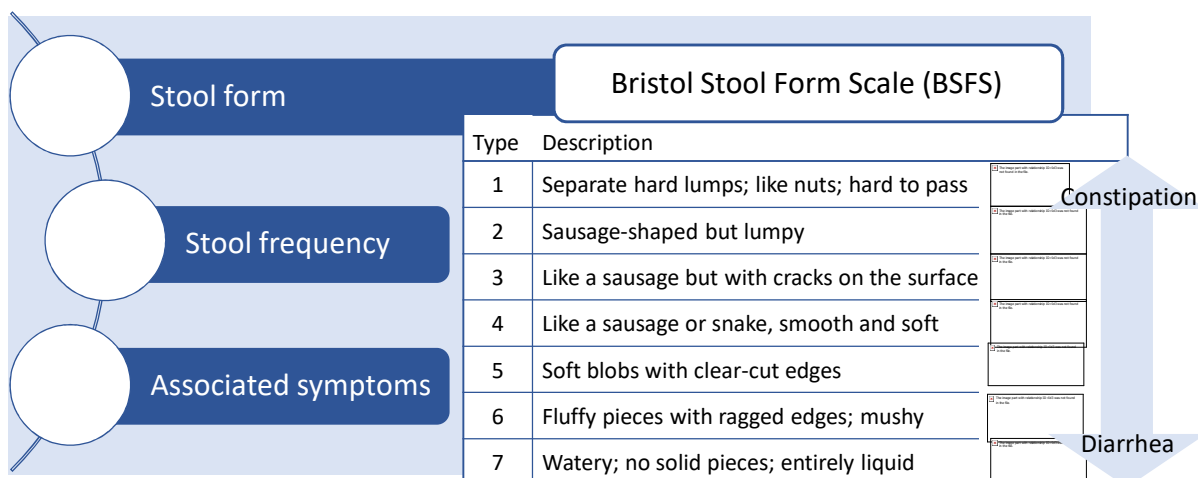 Stool form
Bristol Stool Form Scale (BSFS)
Type Description
1 Separate hard lumps; like nuts; hard to pass
Constipation
2 Sausage-shaped but lumpy
Stool frequency
3 Like a sausage but with cracks on the surface
4 Like a sausage or snake, smooth and soft
5 Soft blobs with clear-cut edges
Associated symptoms
6 Fluffy pieces with ragged edges; mushy
Diarrhea
7 Watery; no solid pieces; entirely liquid